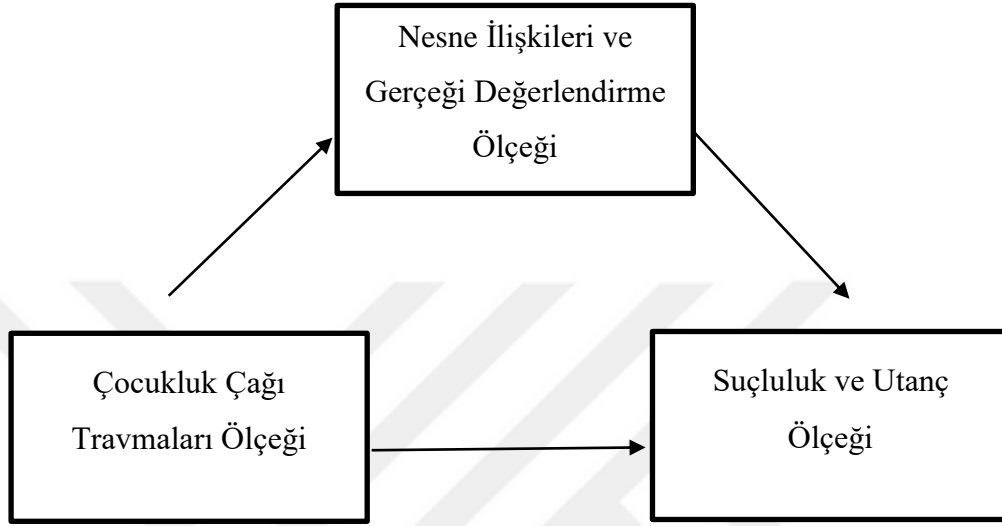 Nesne İlişkileri ve
Gerçeği Değerlendirme
Ölçeği
Çocukluk Çağı
Travmaları Ölçeği
Suçluluk ve Utanç
Ölçeği